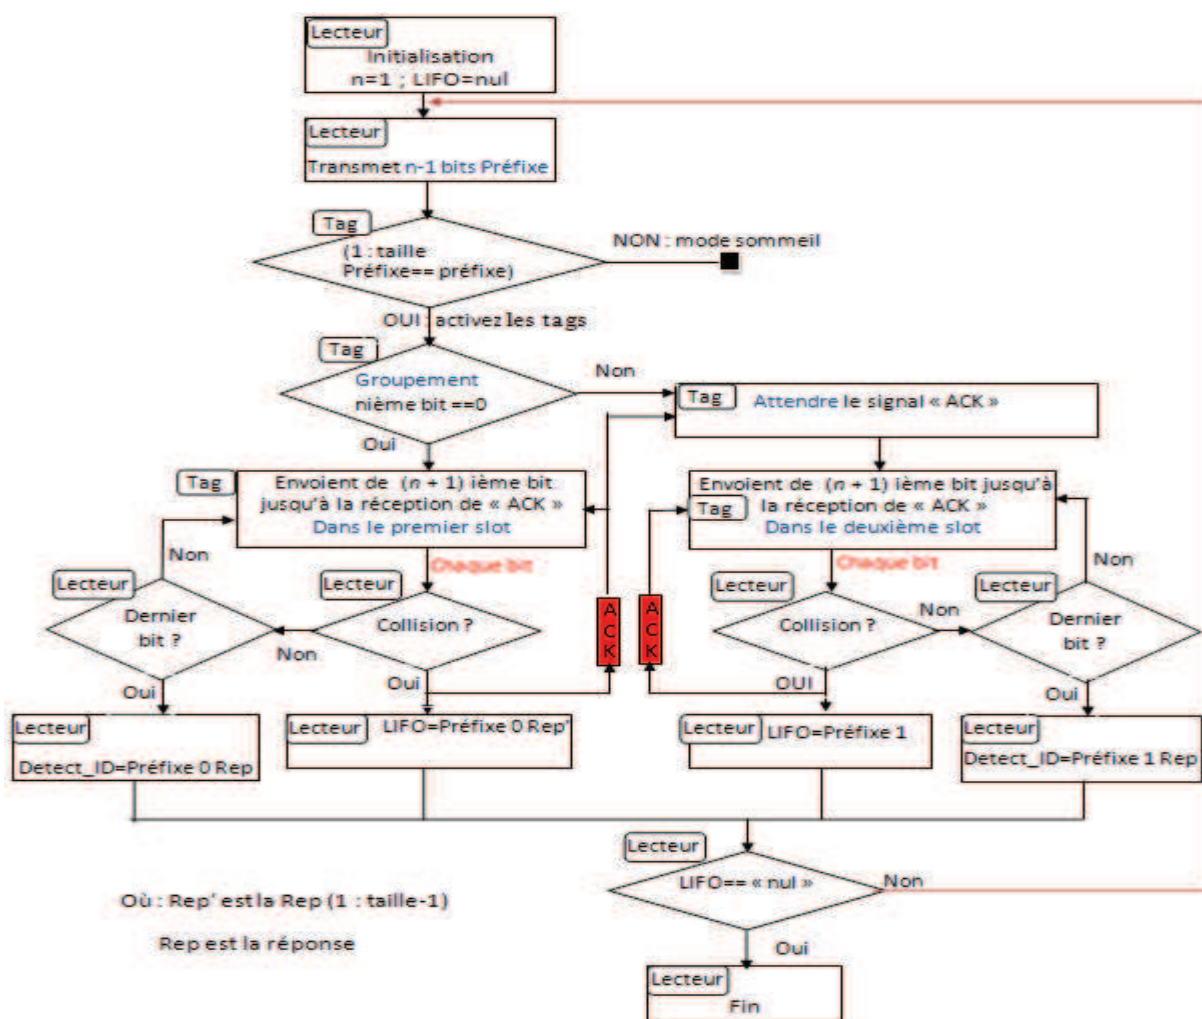 Lecteur
Initialisation
n=1 ; LIFO=nul
Lecteur
Transmet n-1 bits Préfixe
Tag
(1 : taille
Préfixe== préfixe)
NON : mode sommeil
OUI : activez les tags
Tag
Groupement
nième bit ==0
Non
Oui
Tag
Attendre le signal « ACK »
Tag
Envoient de (n + 1) ième bit
jusqu'à la réception de « ACK »
Dans le premier slot
Envoient de (n + 1) ième bit jusqu'à
la réception de « ACK »
Tag
Dans le deuxième slot
Non
Chaque bit
Chaque bit
Non
Lecteur
Dernier
bit ?
Lecteur
Collision ?
Non
Oui
Oui
ACK
ACK
Lecteur
Collision ?
Non
OUI
Lecteur
Dernier
bit ?
Oui
Lecteur
Detect_ID=Préfixe 0 Rep
Lecteur
LIFO=Préfixe 0 Rep'
Lecteur
LIFO=Préfixe 1
Lecteur
Detect_ID=Préfixe 1 Rep
Lecteur
LIFO== « nul »
Non
Oui
Où : Rep' est la Rep (1 : taille-1)
Rep est la réponse
Lecteur
Fin